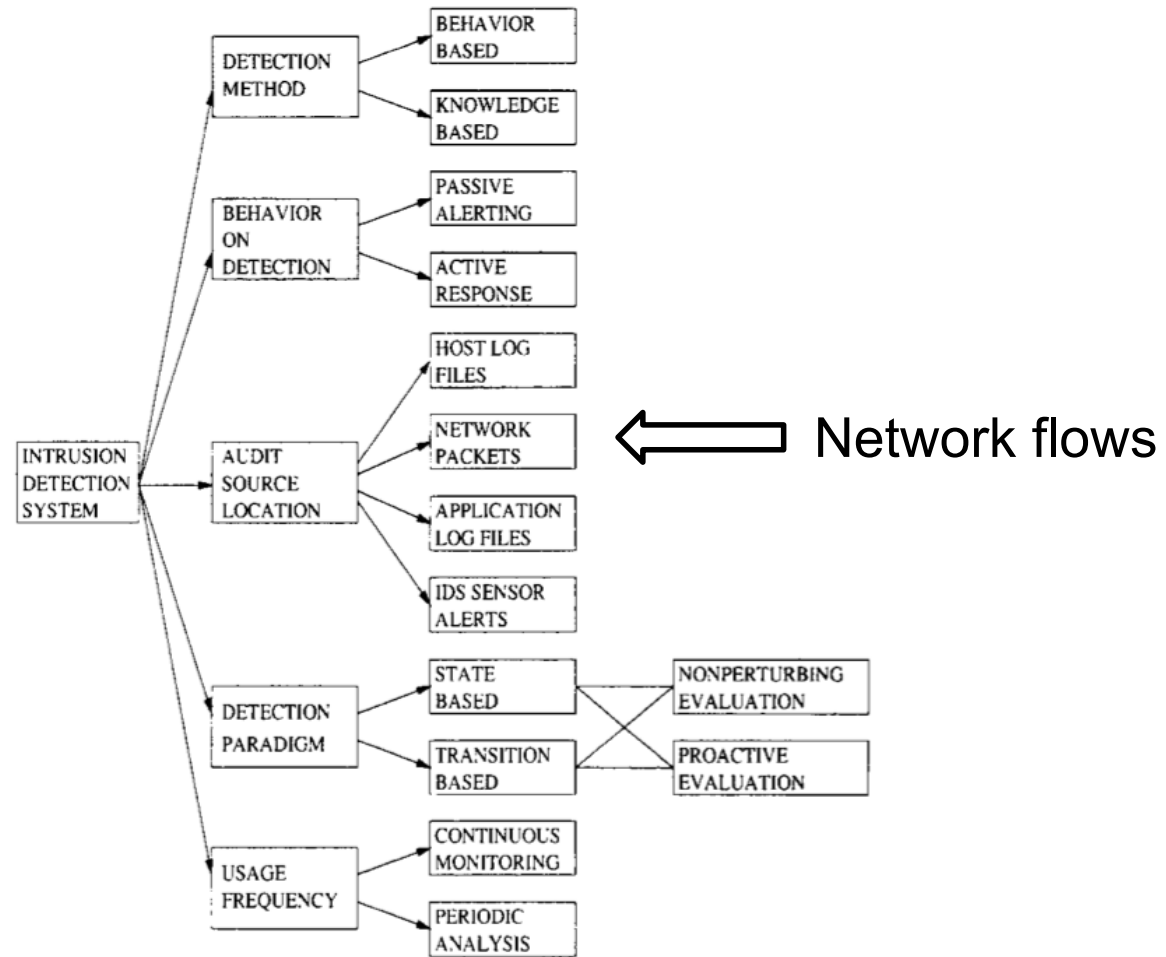 BEHAVIOR
BASED
DETECTION
METHOD
KNOWLEDGE
BASED
PASSIVE
ALERTING
BEHAVIOR
ON
DETECTION
ACTIVE
RESPONSE
HOST LOG
FILES
NETWORK
PACKETS
Network flows
INTRUSION
DETECTION
SYSTEM
AUDIT
SOURCE
LOCATION
APPLICATION
LOG FILES
IDS SENSOR
ALERTS
STATE
BASED
NONPERTURBING
EVALUATION
DETECTION
PARADIGM
TRANSITION
BASED
PROACTIVE
EVALUATION
CONTINUOUS
MONITORING
USAGE
FREQUENCY
PERIODIC
ANALYSIS